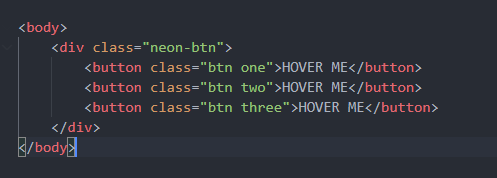 <body>
<div class="neon-btn">
<button class="btn one">HOVER ME</button>
<button class="btn two">HOVER ME</button>
<button class="btn three">HOVER ME</button>
</div>
</body>